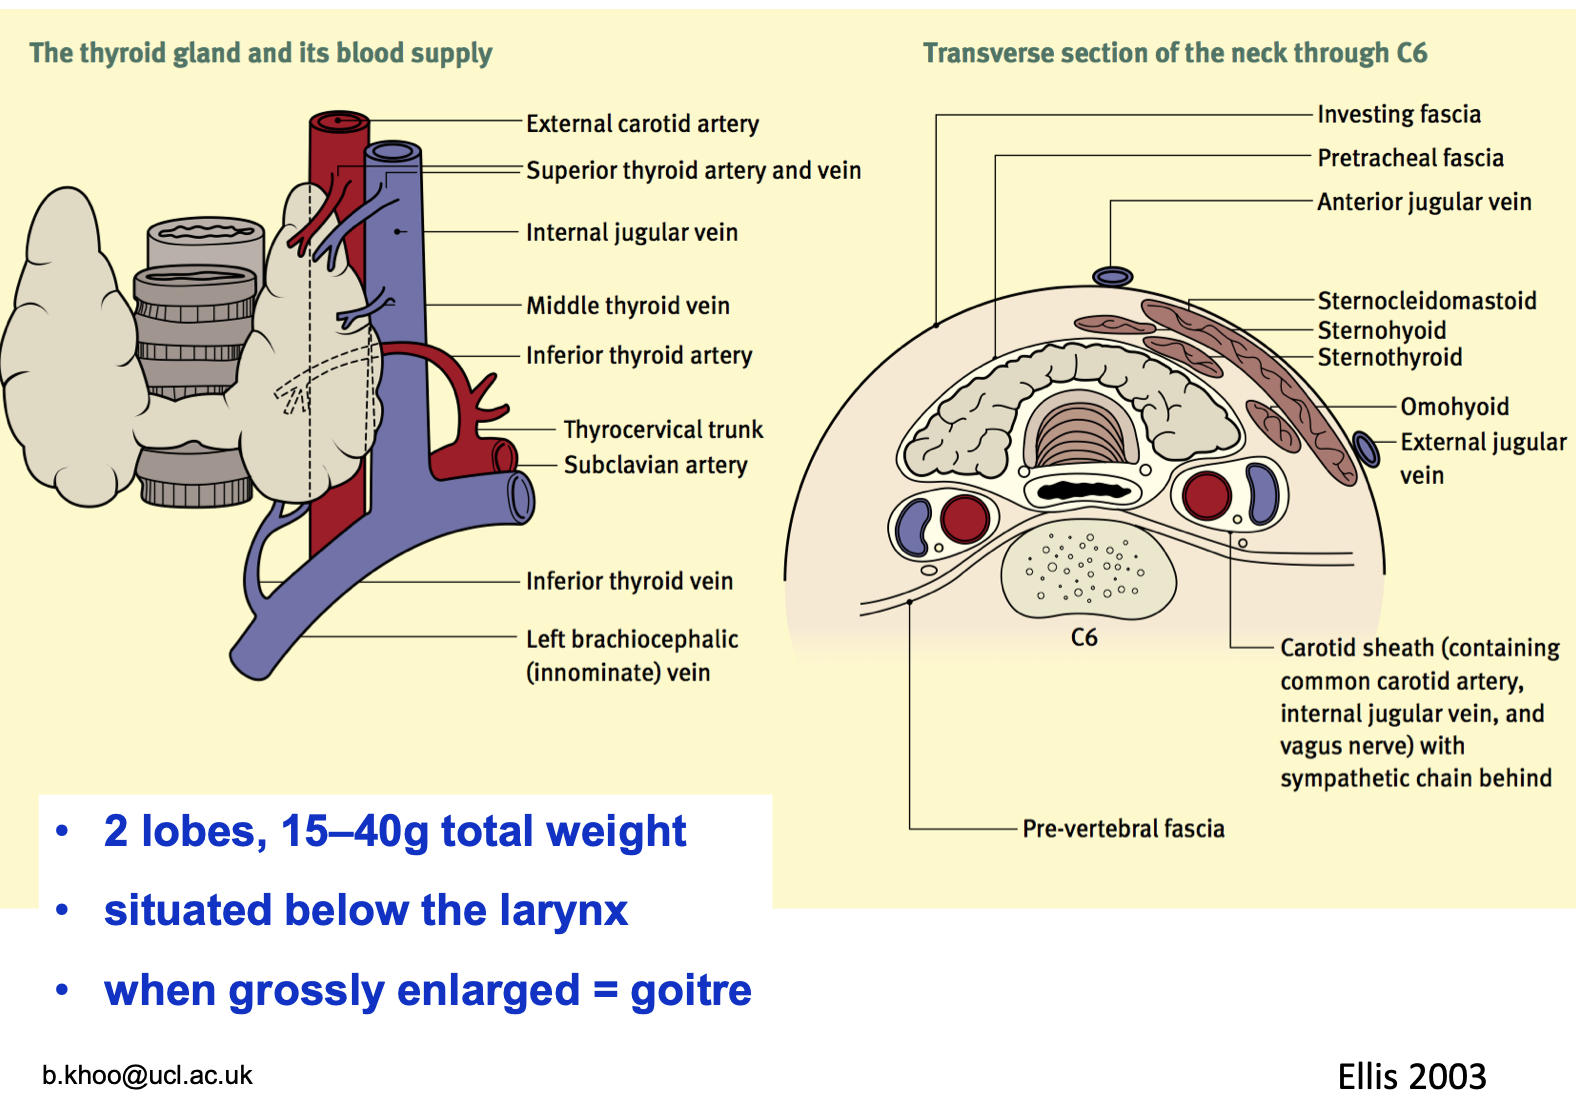 The thyroid gland and its blood supply
External carotid artery
Superior thyroid artery and vein
Internal jugular vein
Middle thyroid vein
Inferior thyroid artery
Thyrocervical trunk
Subclavian artery
Inferior thyroid vein
Left brachiocephalic
(innominate) vein
Transverse section of the neck through C6
Investing fascia
Pretracheal fascia
Anterior jugular vein
Sternocleidomastoid
Sternohyoid
Sternothyroid
Omohyoid
External jugular
vein
C6
Carotid sheath (containing
common carotid artery,
internal jugular vein, and
vagus nerve) with
sympathetic chain behind
Pre-vertebral fascia
• 2 lobes, 15–40g total weight
• situated below the larynx
• when grossly enlarged = goitre
b.khoo@ucl.ac.uk
Ellis 2003